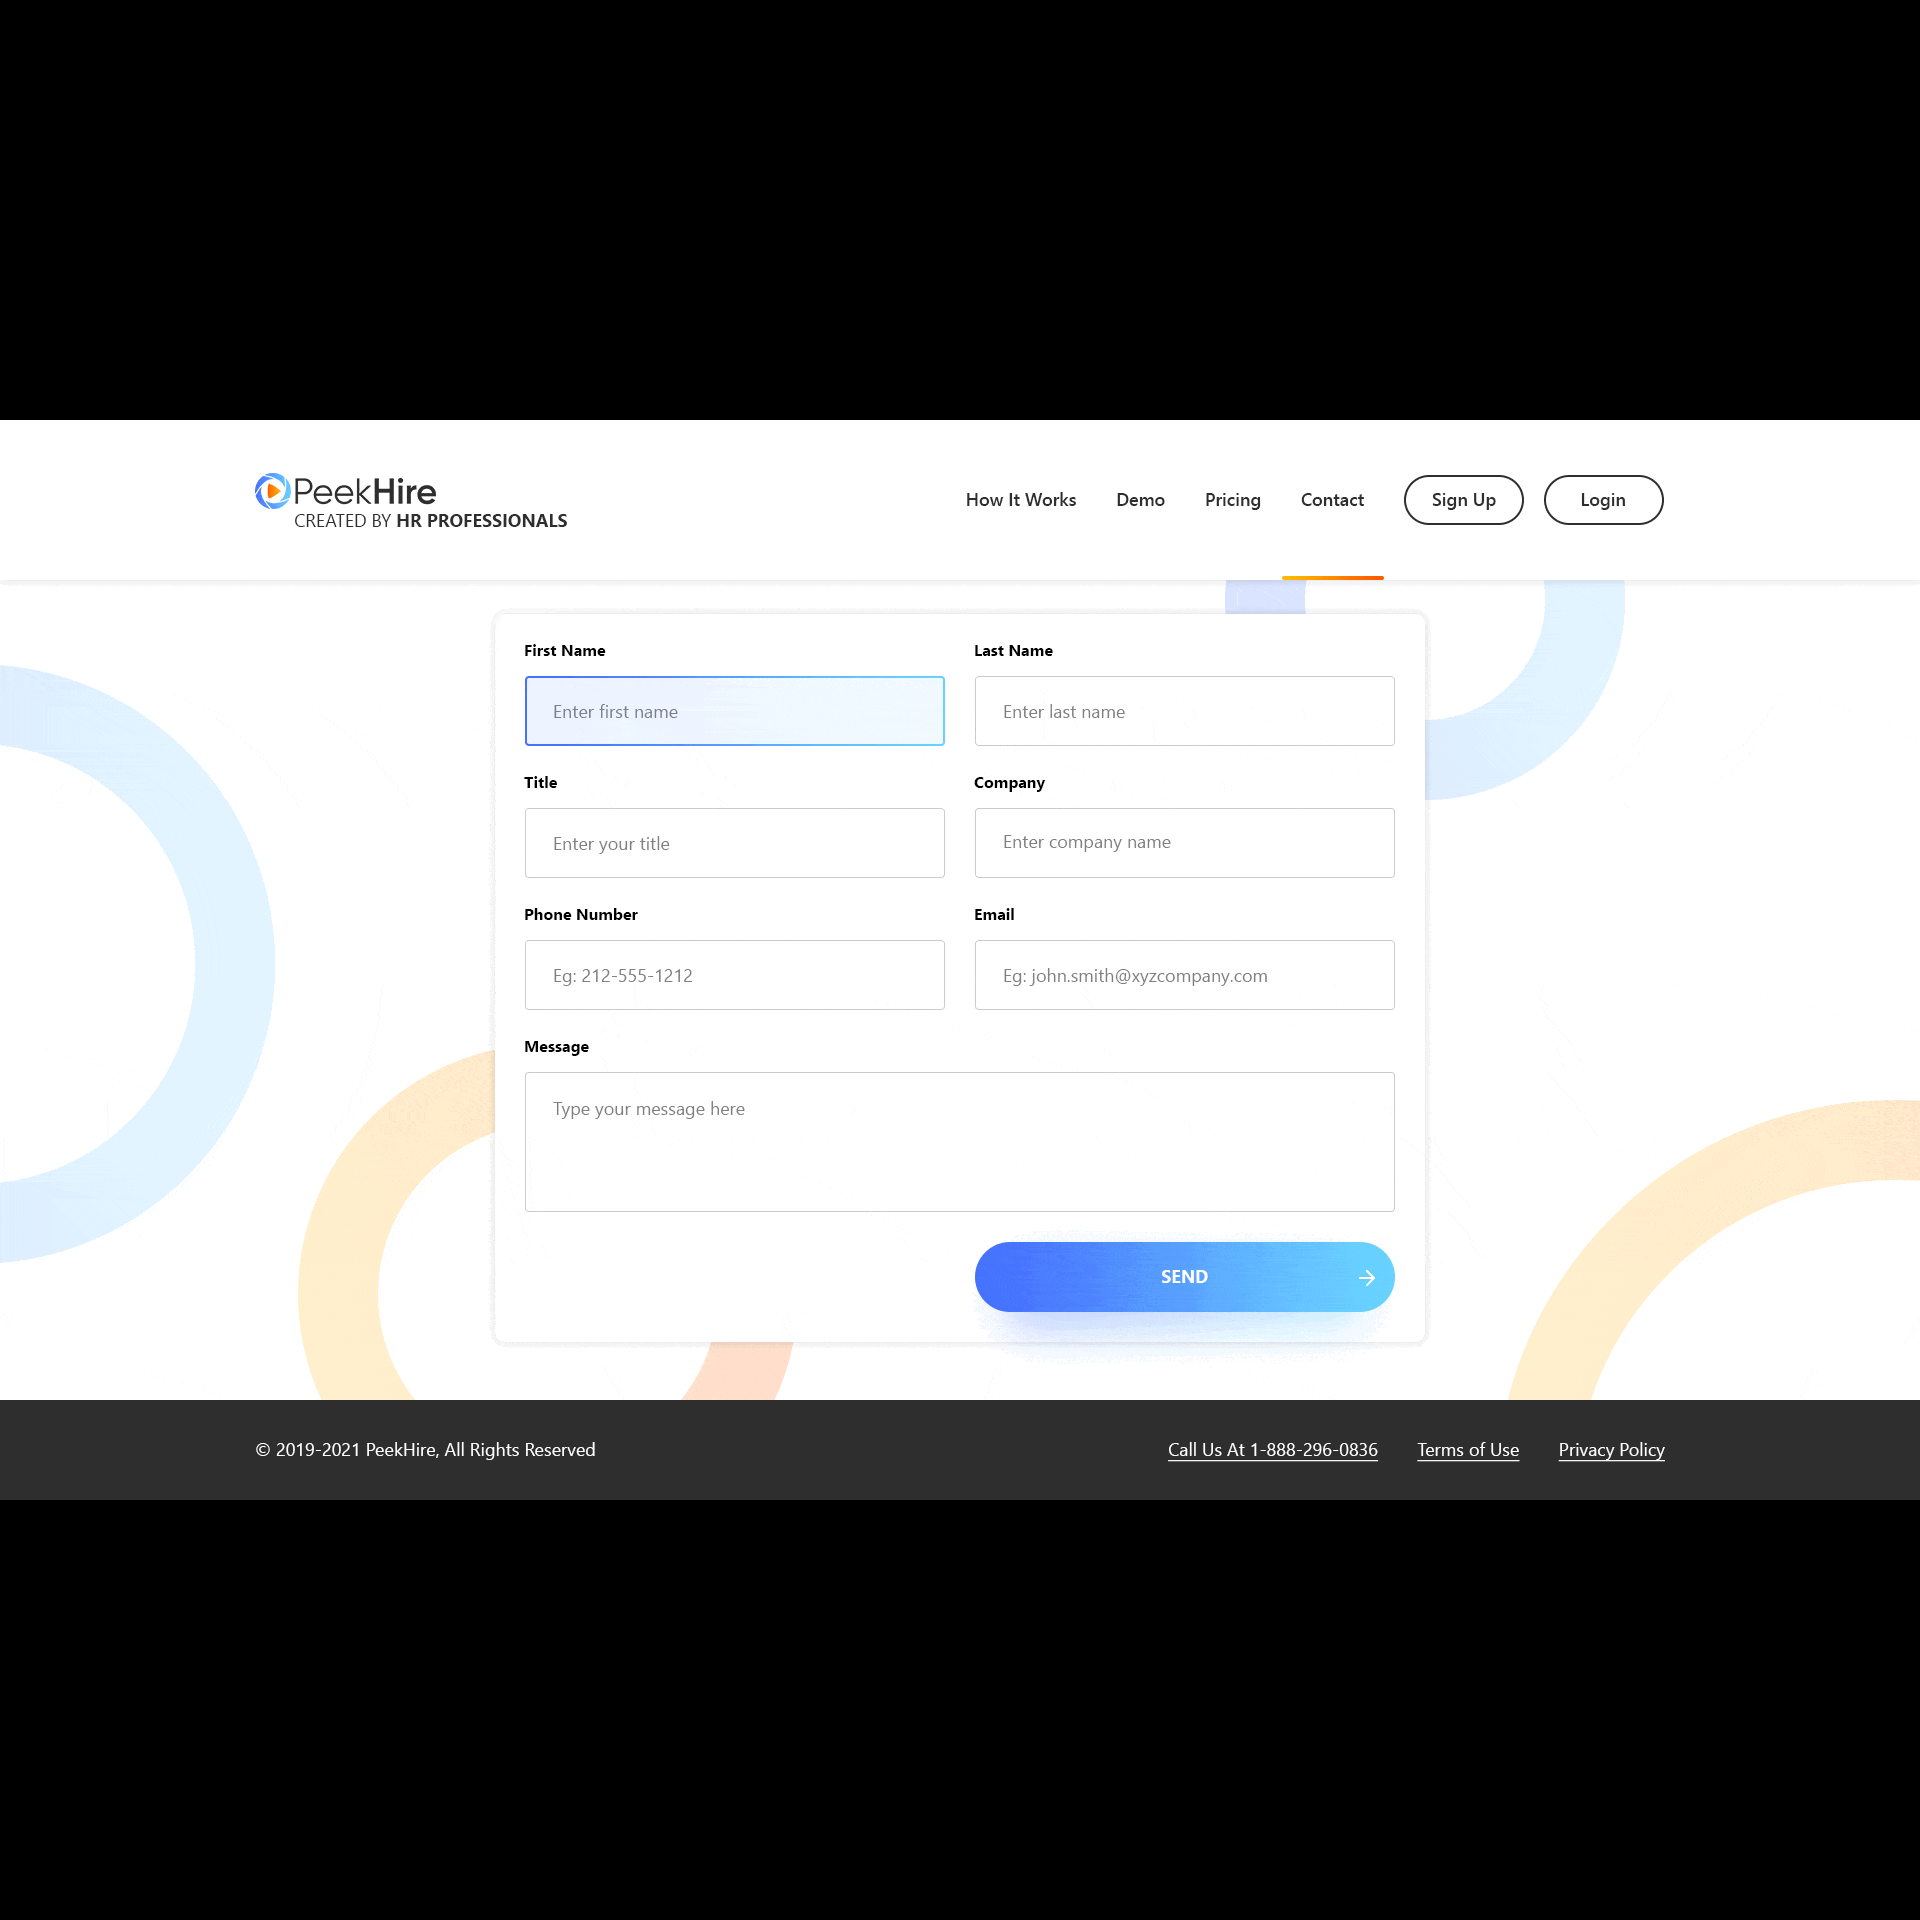 PeekHire
CREATED BY HR PROFESSIONALS
How It Works
Demo
Pricing
Contact
Sign Up
Login
First Name
Last Name
Enter first name
Enter last name
Title
Company
Enter your title
Enter company name
Phone Number
Email
Eg: 212-555-1212
Eg: john.smith@xyzcompany.com
Message
Type your message here
SEND
© 2019-2021 PeekHire, All Rights Reserved
Call Us At 1-888-296-0836
Terms of Use
Privacy Policy